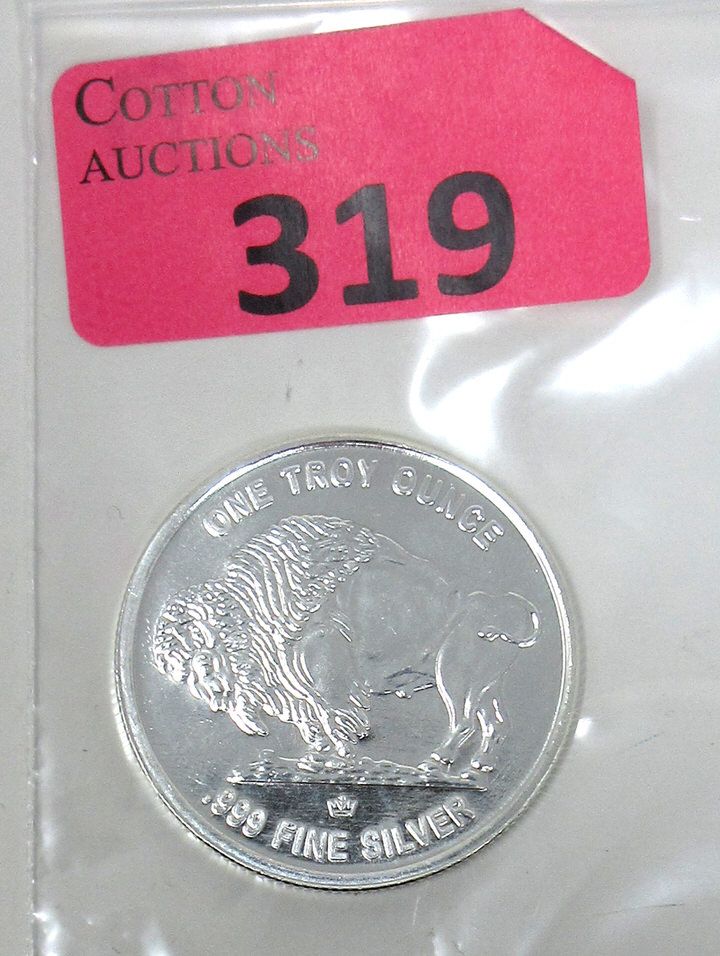 COTTON
AUCTIONS
319
ONE TROY OUNCE
.999 FINE SILVER